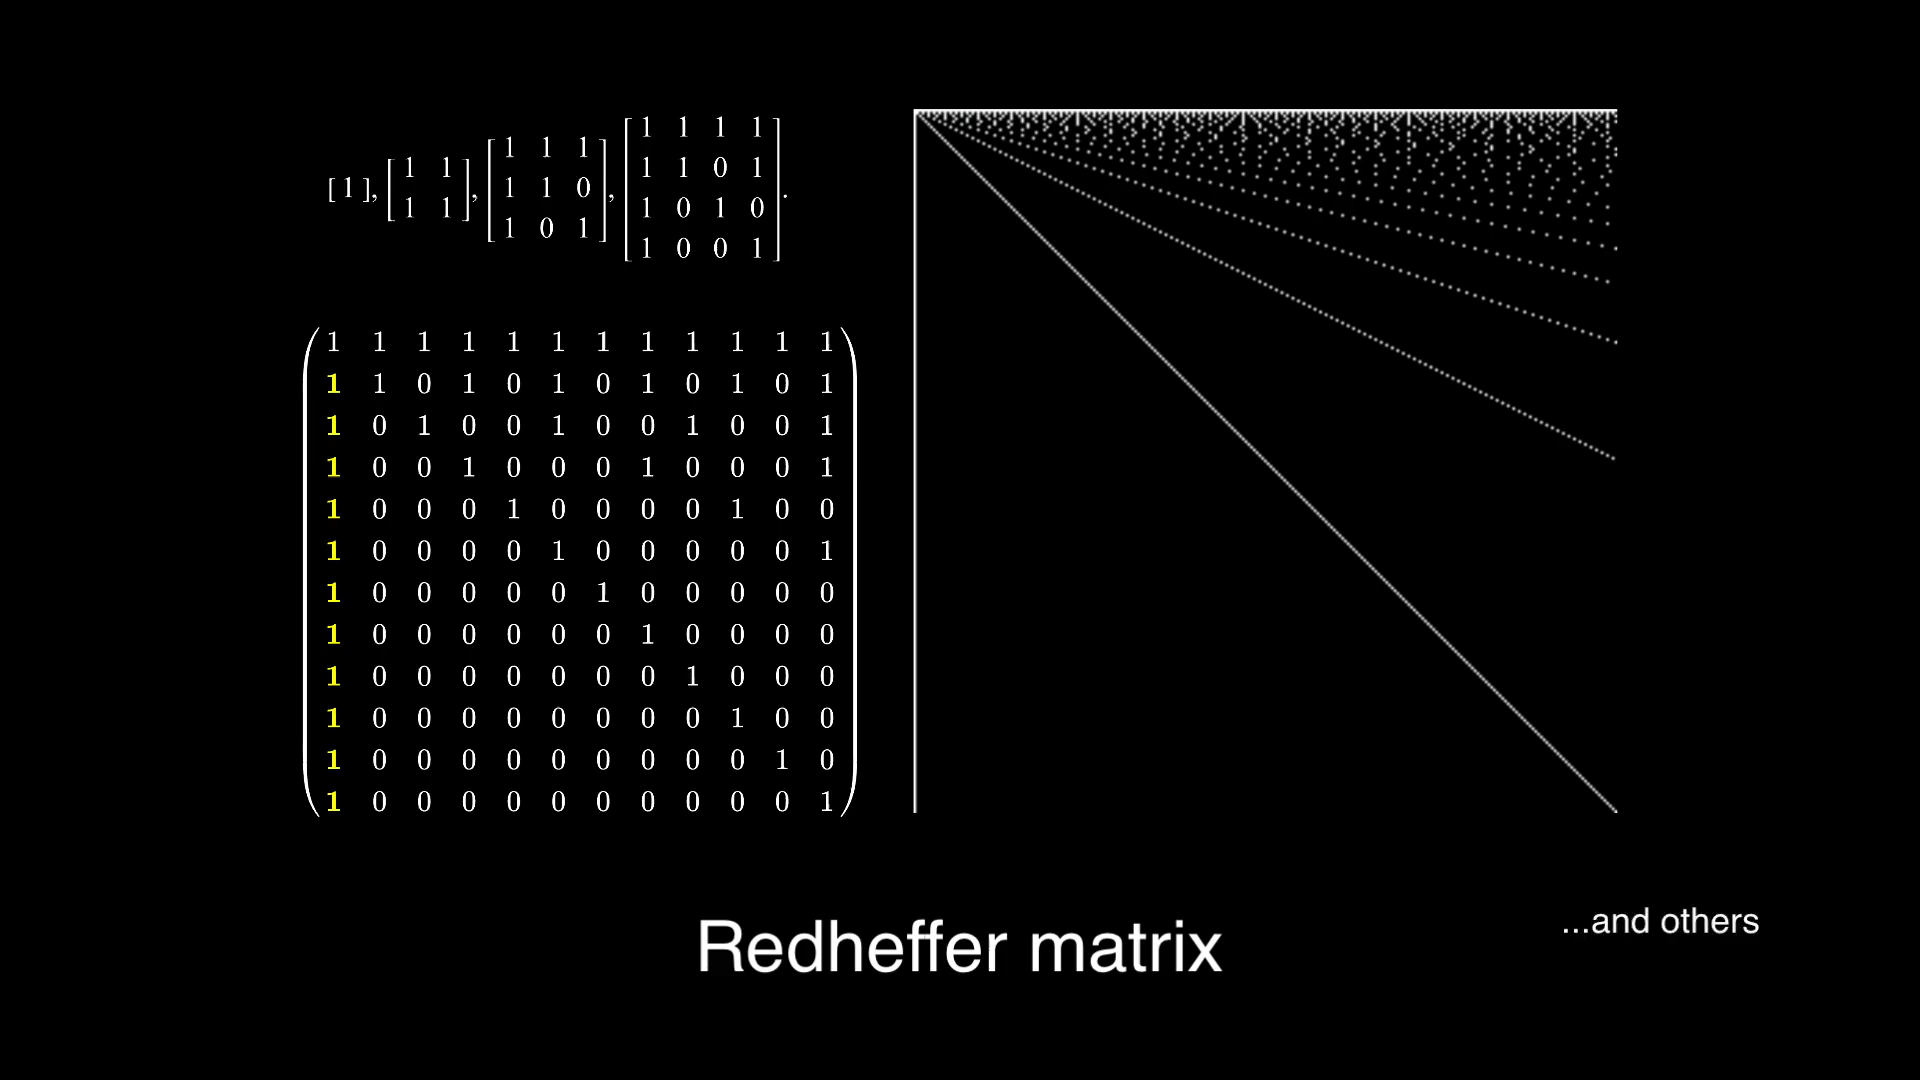 [ 1 ], [ 1 1 ; 1 1 ], [ 1 1 1 ; 1 1 0 ; 1 0 1 ], [ 1 1 1 1 ; 1 1 0 1 ; 1 0 1 0 ; 1 0 0 1 ].
1 1 1 1 1 1 1 1 1 1 1 1
1 1 0 1 0 1 0 1 0 1 0 1
1 0 1 0 0 1 0 0 1 0 0 1
1 0 0 1 0 0 0 1 0 0 0 1
1 0 0 0 1 0 0 0 0 1 0 0
1 0 0 0 0 1 0 0 0 0 0 1
1 0 0 0 0 0 1 0 0 0 0 0
1 0 0 0 0 0 0 1 0 0 0 0
1 0 0 0 0 0 0 0 1 0 0 0
1 0 0 0 0 0 0 0 0 1 0 0
1 0 0 0 0 0 0 0 0 0 1 0
1 0 0 0 0 0 0 0 0 0 0 1
Redheffer matrix
...and others